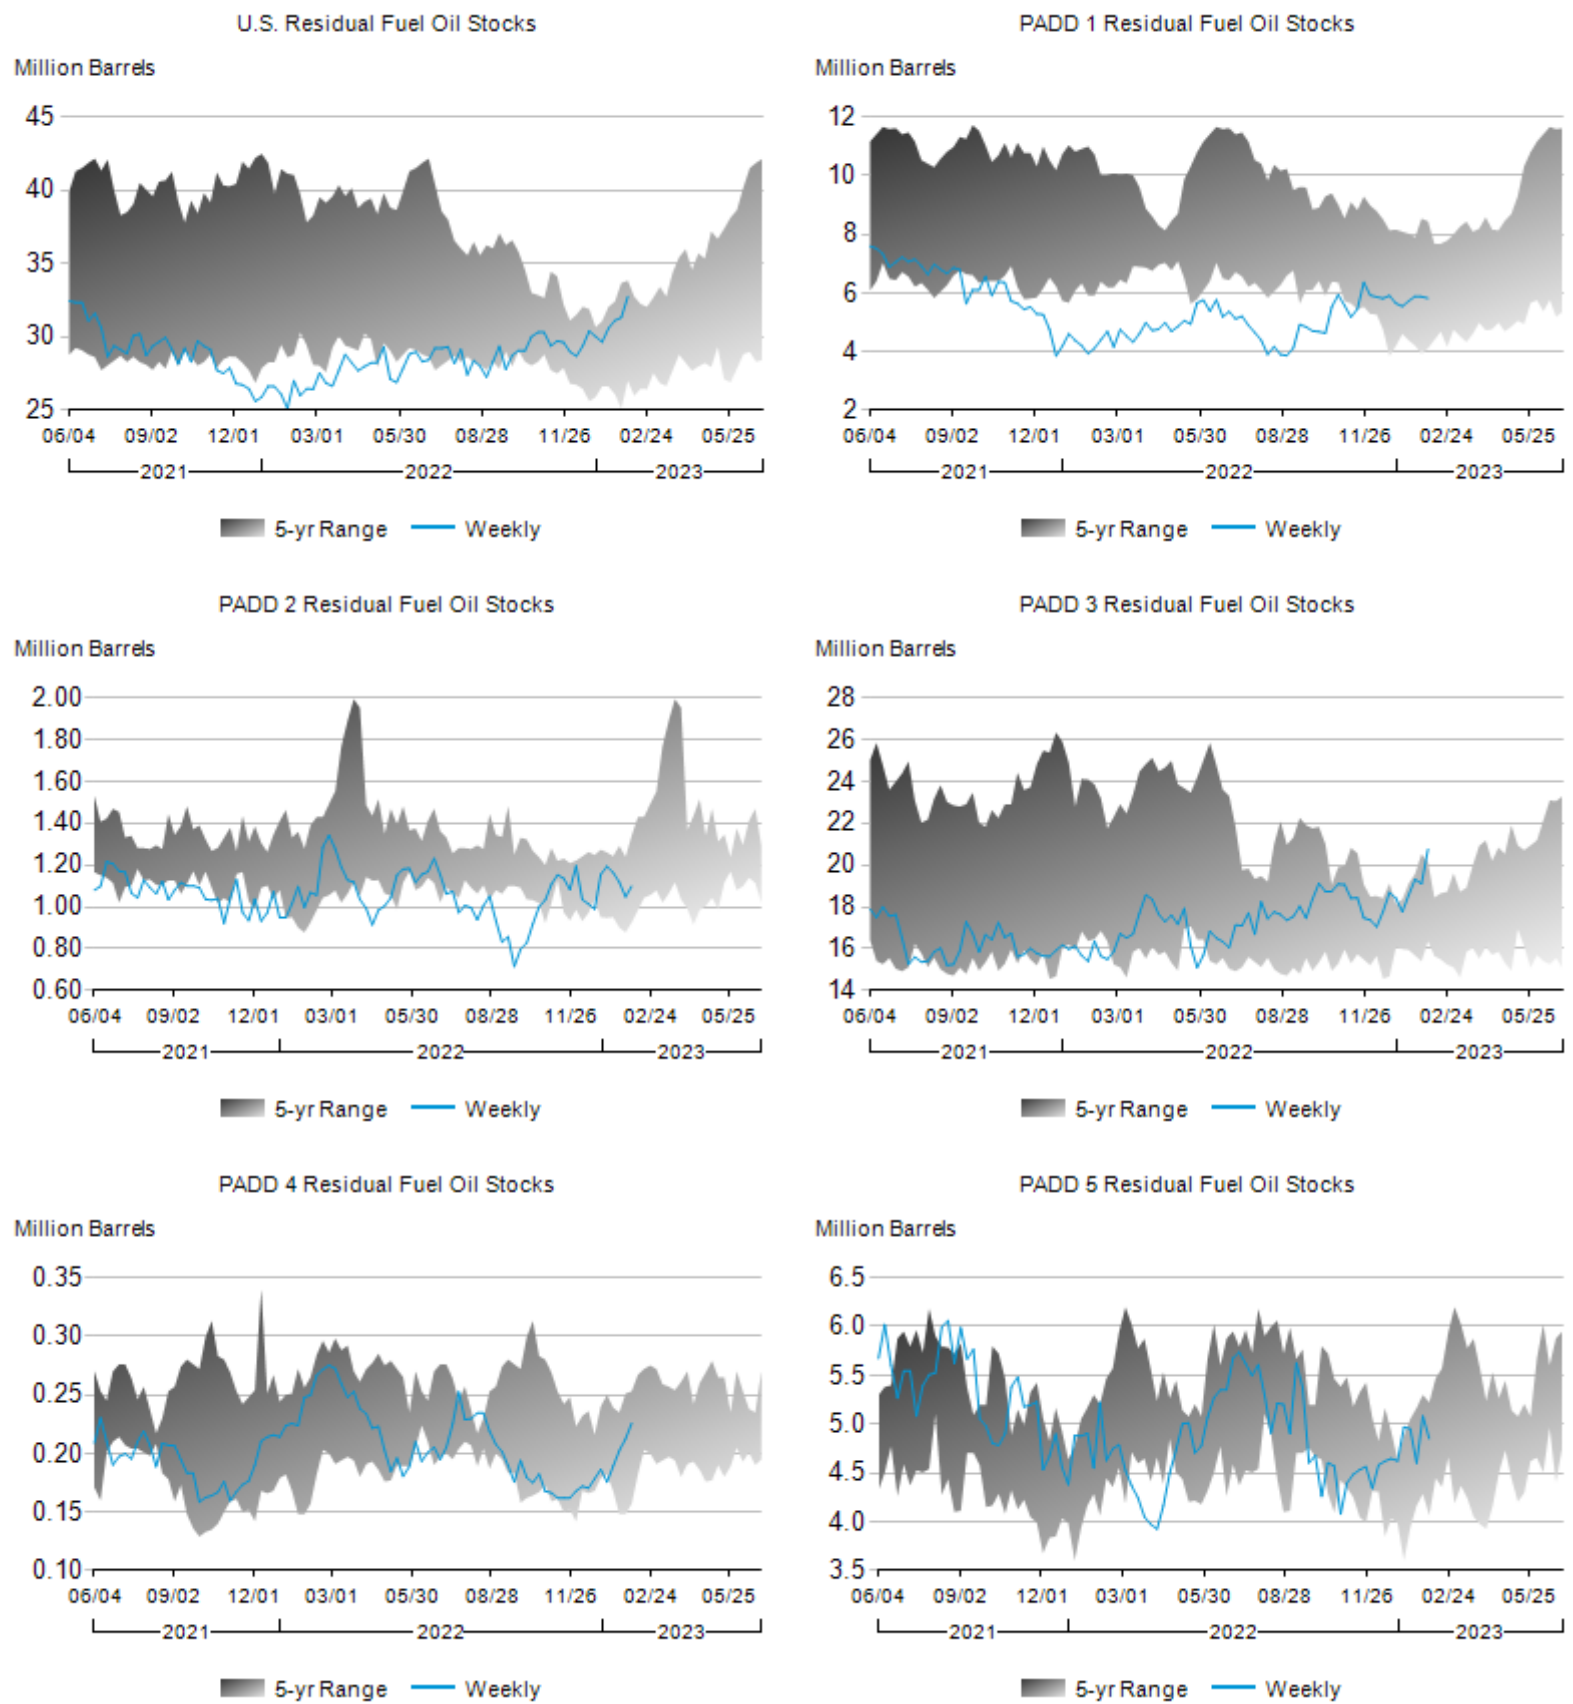 U.S. Residual Fuel Oil Stocks
Million Barrels
45
40
35
30
25
06/04 09/02 12/01 03/01 05/30 08/28 11/26 02/24 05/25
2021 2022 2023
5-yr Range Weekly
PADD 1 Residual Fuel Oil Stocks
Million Barrels
12
10
8
6
4
2
06/04 09/02 12/01 03/01 05/30 08/28 11/26 02/24 05/25
2021 2022 2023
5-yr Range Weekly
PADD 2 Residual Fuel Oil Stocks
Million Barrels
2.00
1.80
1.60
1.40
1.20
1.00
0.80
0.60
06/04 09/02 12/01 03/01 05/30 08/28 11/26 02/24 05/25
2021 2022 2023
5-yr Range Weekly
PADD 3 Residual Fuel Oil Stocks
Million Barrels
28
26
24
22
20
18
16
14
06/04 09/02 12/01 03/01 05/30 08/28 11/26 02/24 05/25
2021 2022 2023
5-yr Range Weekly
PADD 4 Residual Fuel Oil Stocks
Million Barrels
0.35
0.30
0.25
0.20
0.15
0.10
06/04 09/02 12/01 03/01 05/30 08/28 11/26 02/24 05/25
2021 2022 2023
5-yr Range Weekly
PADD 5 Residual Fuel Oil Stocks
Million Barrels
6.5
6.0
5.5
5.0
4.5
4.0
3.5
06/04 09/02 12/01 03/01 05/30 08/28 11/26 02/24 05/25
2021 2022 2023
5-yr Range Weekly